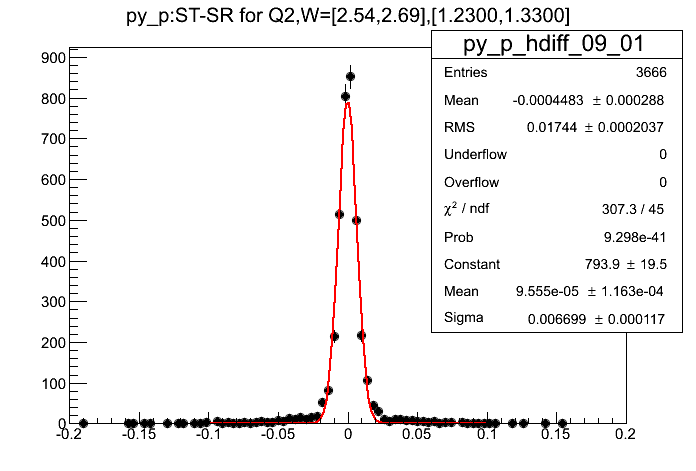 py_p:ST-SR for Q2,W=[2.54,2.69],[1.2300,1.3300]
py_p_hdiff_09_01
Entries 3666
Mean -0.0004483 ± 0.000288
RMS 0.01744 ± 0.0002037
Underflow 0
Overflow 0
χ² / ndf 307.3 / 45
Prob 9.298e-41
Constant 793.9 ± 19.5
Mean 9.555e-05 ± 1.163e-04
Sigma 0.006699 ± 0.000117
900
800
700
600
500
400
300
200
100
0
-0.2 -0.15 -0.1 -0.05 0 0.05 0.1 0.15 0.2